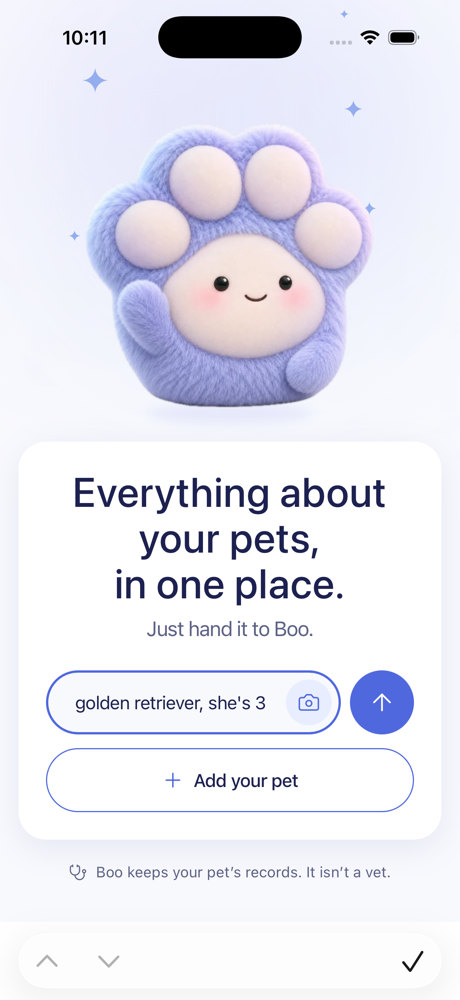 10:11
Everything about
your pets,
in one place.
Just hand it to Boo.
golden retriever, she's 3
Add your pet
Boo keeps your pet’s records. It isn’t a vet.